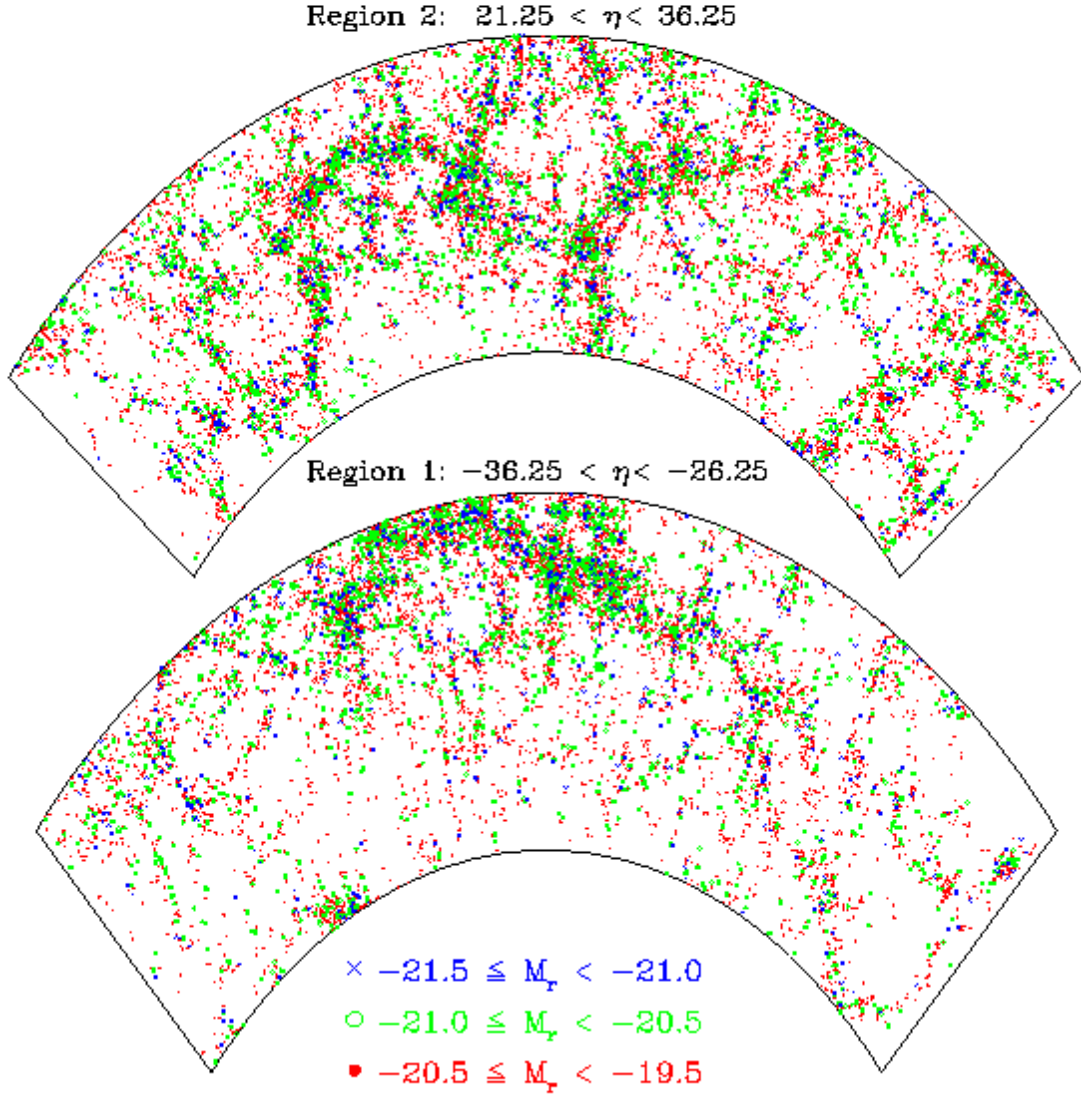 Region 2: 21.25 < η< 36.25
Region 1: −36.25 < η< −26.25
× −21.5 ≦ M_r < −21.0
○ −21.0 ≦ M_r < −20.5
● −20.5 ≦ M_r < −19.5